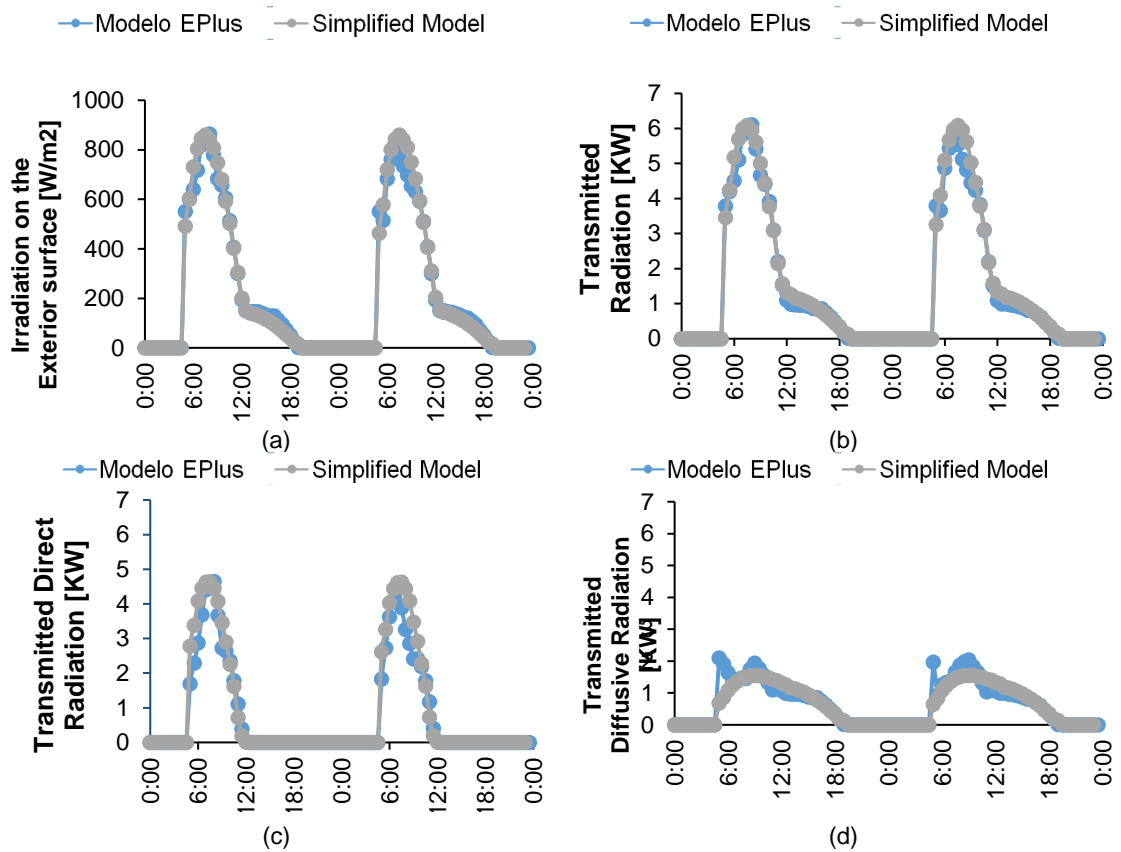 Modelo EPlus Simplified Model
Modelo EPlus Simplified Model
Irradiation on the
Exterior surface [W/m2]
1000
800
600
400
200
0
0:00 6:00 12:00 18:00 0:00 6:00 12:00 18:00 0:00
(a)
Transmitted
Radiation [KW]
7
6
5
4
3
2
1
0
0:00 6:00 12:00 18:00 0:00 6:00 12:00 18:00 0:00
(b)
Modelo EPlus Simplified Model
Modelo EPlus Simplified Model
Transmitted Direct
Radiation [KW]
7
6
5
4
3
2
1
0
0:00 6:00 12:00 18:00 0:00 6:00 12:00 18:00 0:00
(c)
Transmitted
Diffusive Radiation
[KW]
7
6
5
4
3
2
1
0
0:00 6:00 12:00 18:00 0:00 6:00 12:00 18:00 0:00
(d)